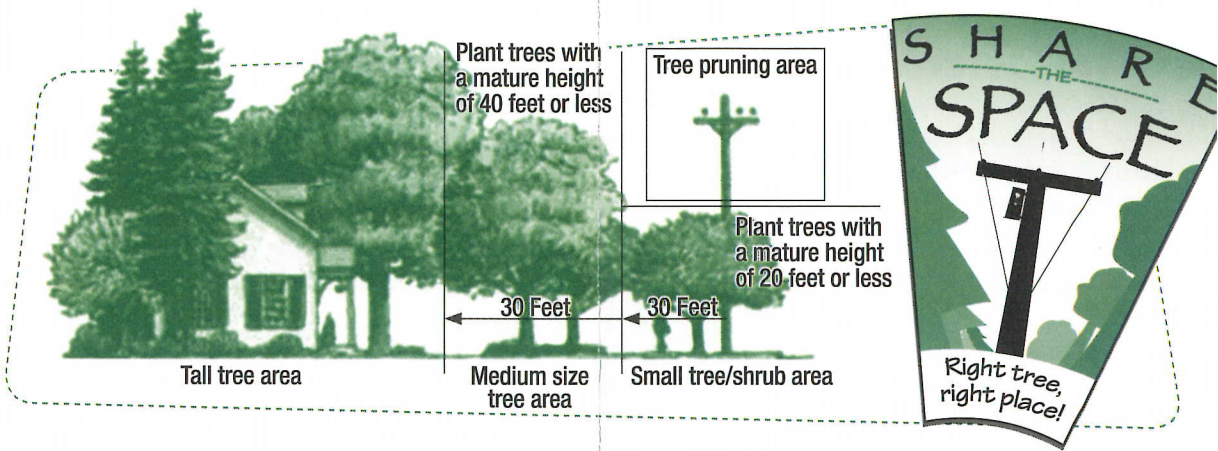 Plant trees with
a mature height
of 40 feet or less
Tree pruning area
Plant trees with
a mature height
of 20 feet or less
30 Feet
30 Feet
Tall tree area
Medium size
tree area
Small tree/shrub area
SHARE
THE
SPACE
Right tree,
right place!